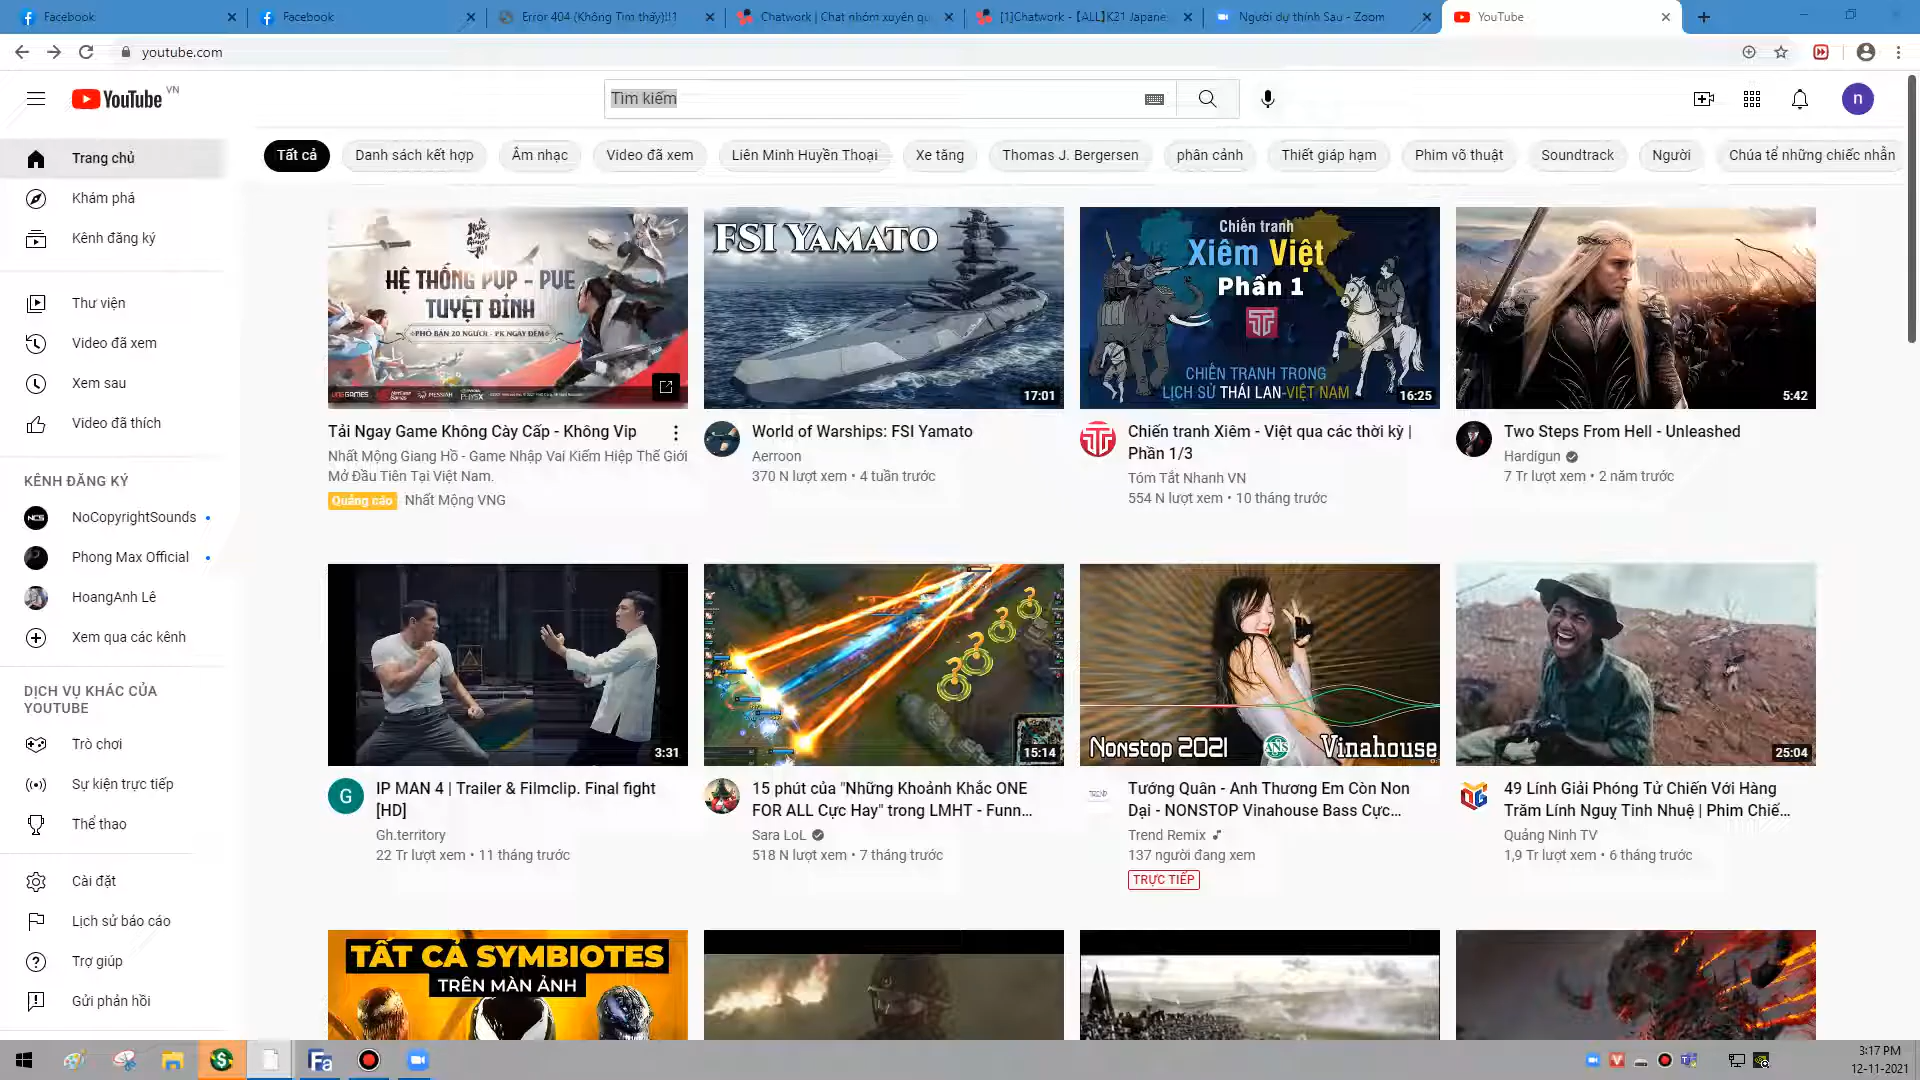 Facebook
Facebook
Error 404 (Không Tìm thấy)!!1
Chatwork | Chat nhóm xuyên qu
[1]Chatwork - 【ALL】K21 Japane
Người dự thính Sau - Zoom
YouTube
youtube.com
YouTube VN
Tìm kiếm
n
Tất cả
Danh sách kết hợp
Âm nhạc
Video đã xem
Liên Minh Huyền Thoại
Xe tăng
Thomas J. Bergersen
phân cảnh
Thiết giáp hạm
Phim võ thuật
Soundtrack
Người
Chúa tể những chiếc nhẫn
Trang chủ
Khám phá
Kênh đăng ký
Thư viện
Video đã xem
Xem sau
Video đã thích
KÊNH ĐĂNG KÝ
NoCopyrightSounds
Phong Max Official
HoangAnh Lê
Xem qua các kênh
DỊCH VỤ KHÁC CỦA
YOUTUBE
Trò chơi
Sự kiện trực tiếp
Thể thao
Cài đặt
Lịch sử báo cáo
Trợ giúp
Gửi phản hồi
HỆ THỐNG PVP - PVE
TUYỆT ĐỈNH
PHÓ BẢN 20 NGƯỜI - PK NGÀY ĐÊM
Tải Ngay Game Không Cày Cấp - Không Vip
Nhất Mộng Giang Hồ - Game Nhập Vai Kiếm Hiệp Thế Giới
Mở Đầu Tiên Tại Việt Nam.
Quảng cáo Nhất Mộng VNG
FSI YAMATO
17:01
World of Warships: FSI Yamato
Aerroon
370 N lượt xem • 4 tuần trước
Chiến tranh
Xiêm Việt
Phần 1
CHIẾN TRANH TRONG
LỊCH SỬ THÁI LAN-VIỆT NAM
16:25
Chiến tranh Xiêm - Việt qua các thời kỳ |
Phần 1/3
Tóm Tắt Nhanh VN
554 N lượt xem • 10 tháng trước
5:42
Two Steps From Hell - Unleashed
Hardigun
7 Tr lượt xem • 2 năm trước
3:31
G
IP MAN 4 | Trailer & Filmclip. Final fight
[HD]
Gh.territory
22 Tr lượt xem • 11 tháng trước
15:14
15 phút của "Những Khoảnh Khắc ONE
FOR ALL Cực Hay" trong LMHT - Funn...
Sara LoL
518 N lượt xem • 7 tháng trước
Nonstop 2021
ANS
Vinahouse
TREND
Tướng Quân - Anh Thương Em Còn Non
Dại - NONSTOP Vinahouse Bass Cực...
Trend Remix
137 người đang xem
TRỰC TIẾP
25:04
49 Lính Giải Phóng Tử Chiến Với Hàng
Trăm Lính Ngụy Tinh Nhuệ | Phim Chiế...
Quảng Ninh TV
1,9 Tr lượt xem • 6 tháng trước
TẤT CẢ SYMBIOTES
TRÊN MÀN ẢNH
3:17 PM
12-11-2021